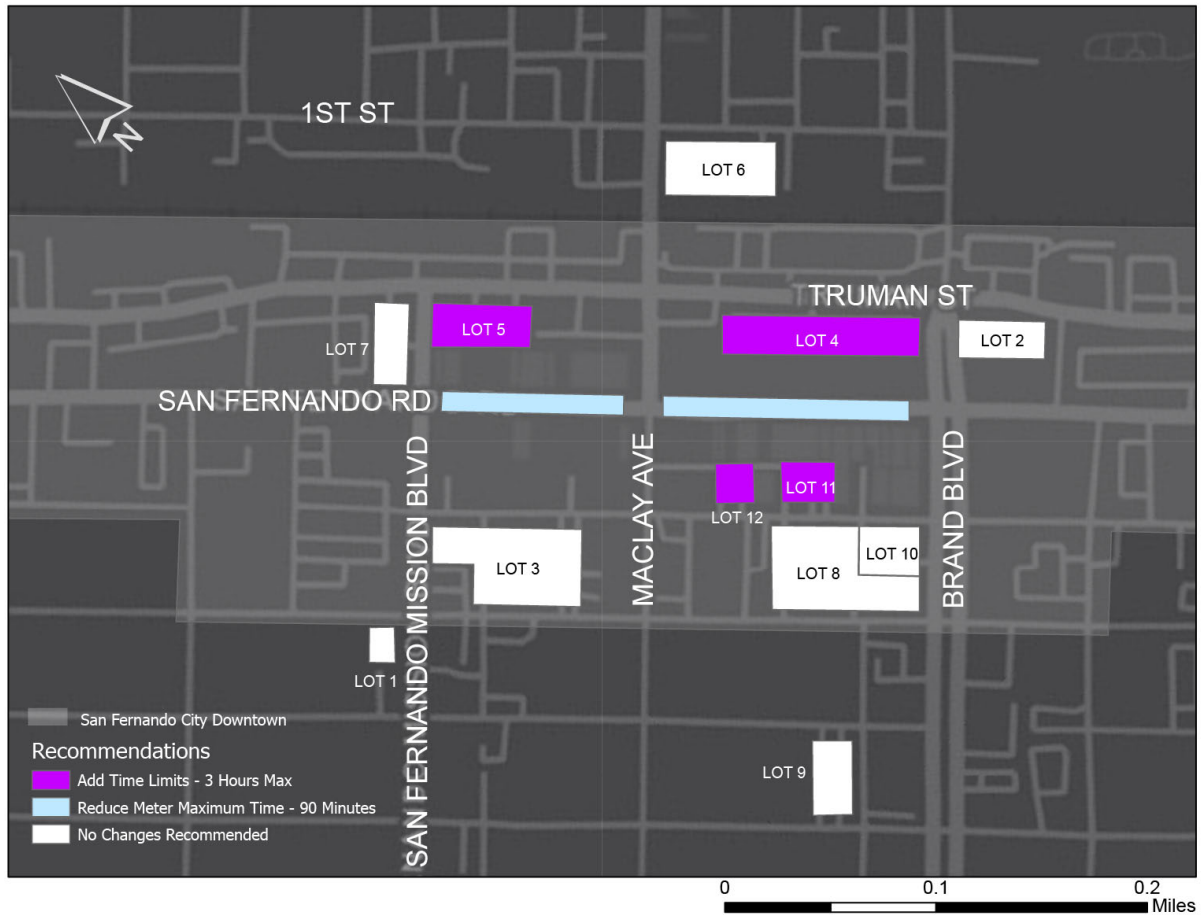 1ST ST
N
LOT 6
TRUMAN ST
LOT 5
LOT 4
LOT 2
LOT 7
SAN FERNANDO RD
MACLAY AVE
BRAND BLVD
SAN FERNANDO MISSION BLVD
LOT 11
LOT 12
LOT 3
LOT 8
LOT 10
LOT 1
LOT 9
San Fernando City Downtown
Recommendations
Add Time Limits - 3 Hours Max
Reduce Meter Maximum Time - 90 Minutes
No Changes Recommended
0 0.1 0.2
Miles